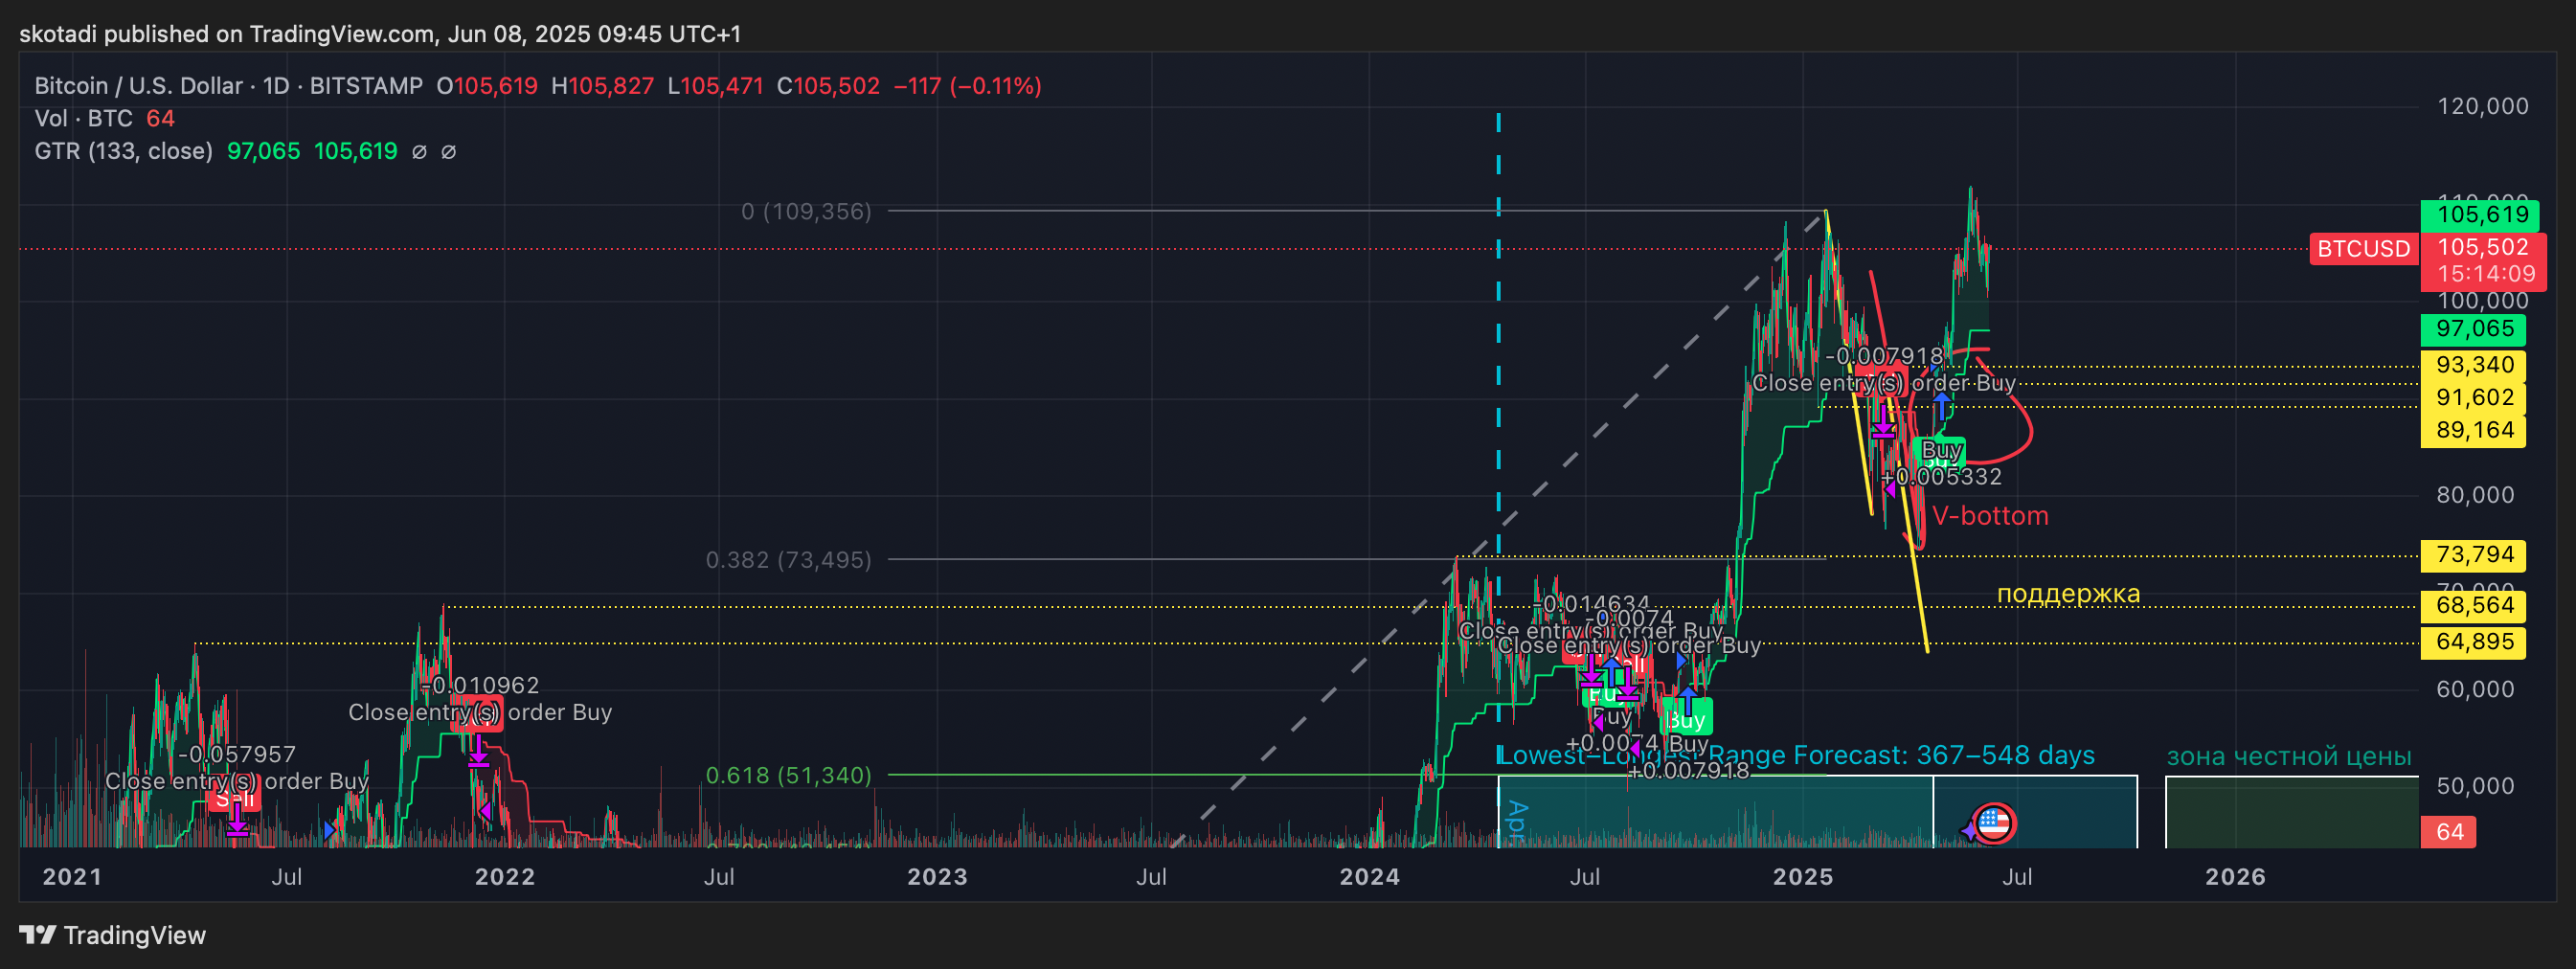 skotadi published on TradingView.com, Jun 08, 2025 09:45 UTC+1
Bitcoin / U.S. Dollar · 1D · BITSTAMP O105,619 H105,827 L105,471 C105,502 −117 (−0.11%)
Vol · BTC 64
GTR (133, close) 97,065 105,619 ∅ ∅
120,000
0 (109,356)
105,619
BTCUSD 105,502
15:14:09
100,000
97,065
-0.007918
93,340
Close entry(s) order Buy
91,602
89,164
Buy
+0.005332
80,000
V-bottom
0.382 (73,495)
73,794
поддержка
70,000
-0.014634
68,564
-0.0074
Close entry(s) order Buy
Close entry(s) order Buy
64,895
-0.010962
60,000
Close entry(s) order Buy
Buy
Buy
Buy
+0.0074 Buy
-0.057957
Lowest–Longest Range Forecast: 367–548 days
зона честной цены
+0.007918
0.618 (51,340)
Close entry(s) order Buy
50,000
Sell
Apr
64
2021 Jul 2022 Jul 2023 Jul 2024 Jul 2025 Jul 2026
TradingView